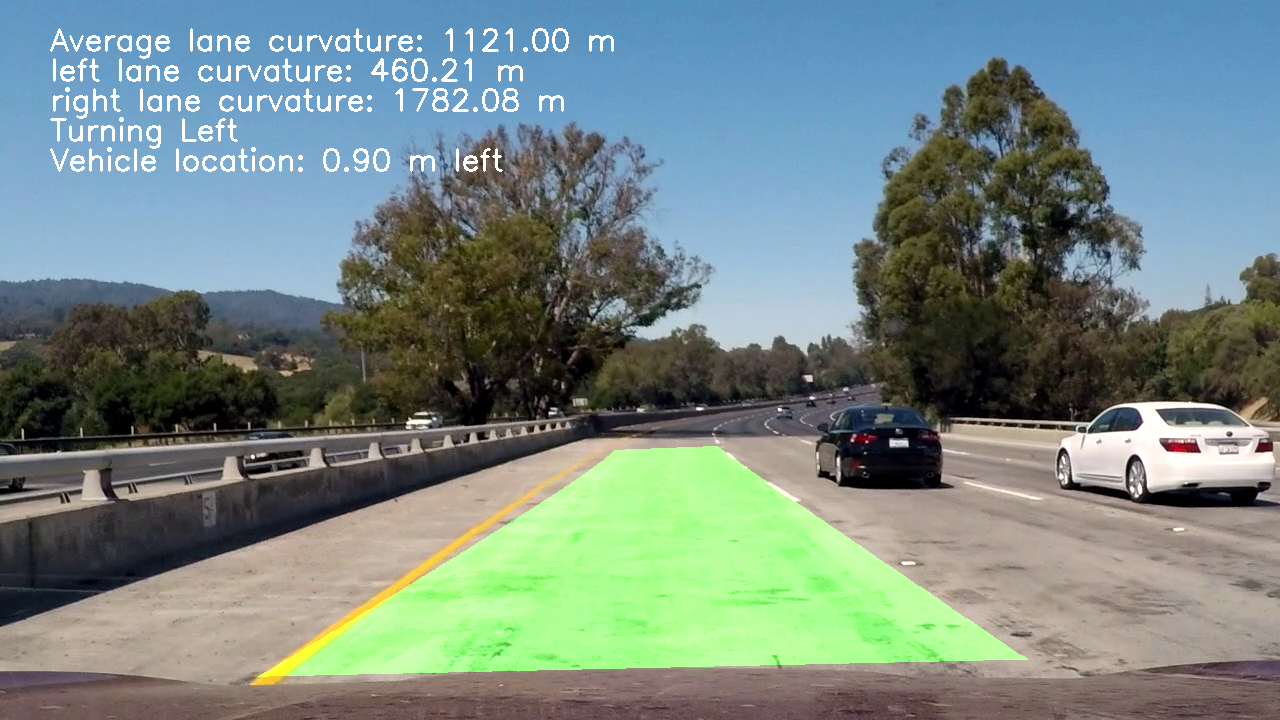 Average lane curvature: 1121.00 m
left lane curvature: 460.21 m
right lane curvature: 1782.08 m
Turning Left
Vehicle location: 0.90 m left